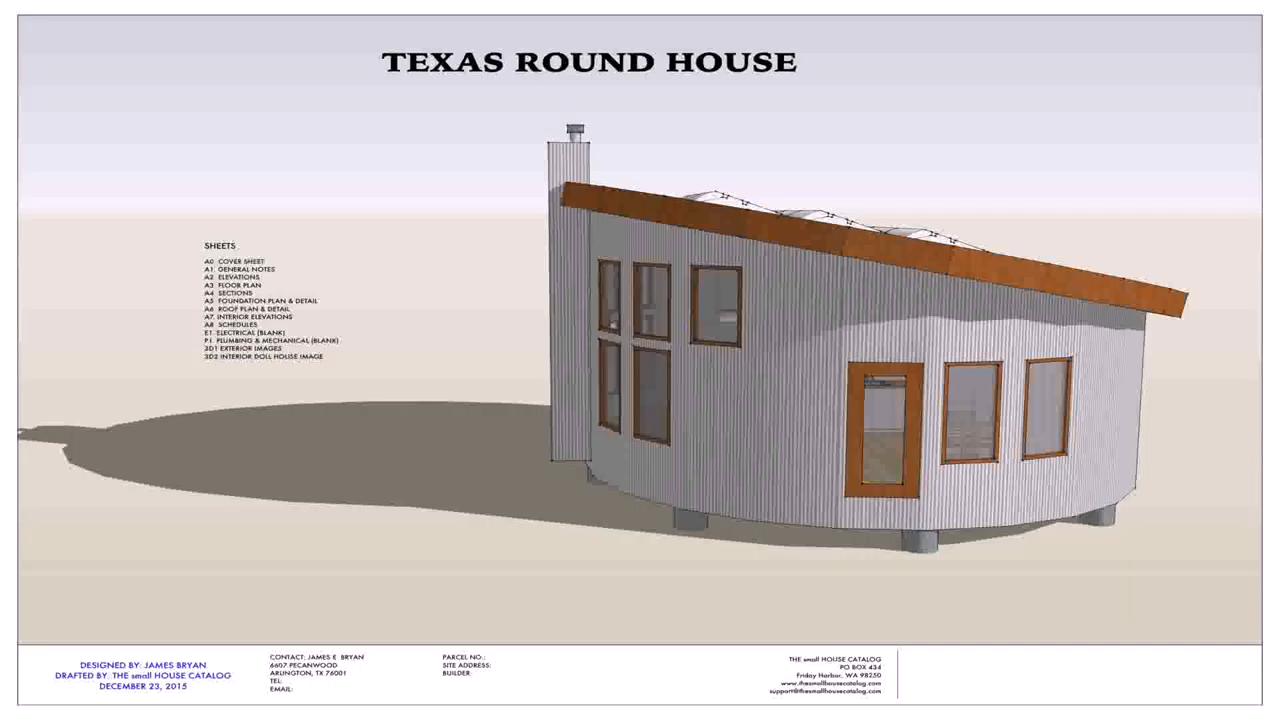 TEXAS ROUND HOUSE
SHEETS
A0 COVER SHEET
A1. GENERAL NOTES
A2 ELEVATIONS
A3 FLOOR PLAN
A4 SECTIONS
A5 FOUNDATION PLAN & DETAIL
A6 ROOF PLAN & DETAIL
A7. INTERIOR ELEVATIONS
A8 SCHEDULES
E1. ELECTRICAL (BLANK)
P.1. PLUMBING & MECHANICAL (BLANK)
3D1 EXTERIOR IMAGES
3D2 INTERIOR DOLL HOUSE IMAGE
DESIGNED BY: JAMES BRYAN
DRAFTED BY: THE small HOUSE CATALOG
DECEMBER 23, 2015
CONTACT: JAMES E BRYAN
6607 PECANWOOD
ARLINGTON, TX 76001
TEL:
EMAIL:
PARCEL NO.:
SITE ADDRESS:
BUILDER:
THE small HOUSE CATALOG
PO BOX 434
Friday Harbor, WA 98250
www.thesmallhousecatalog.com
support@thesmallhousecatalog.com